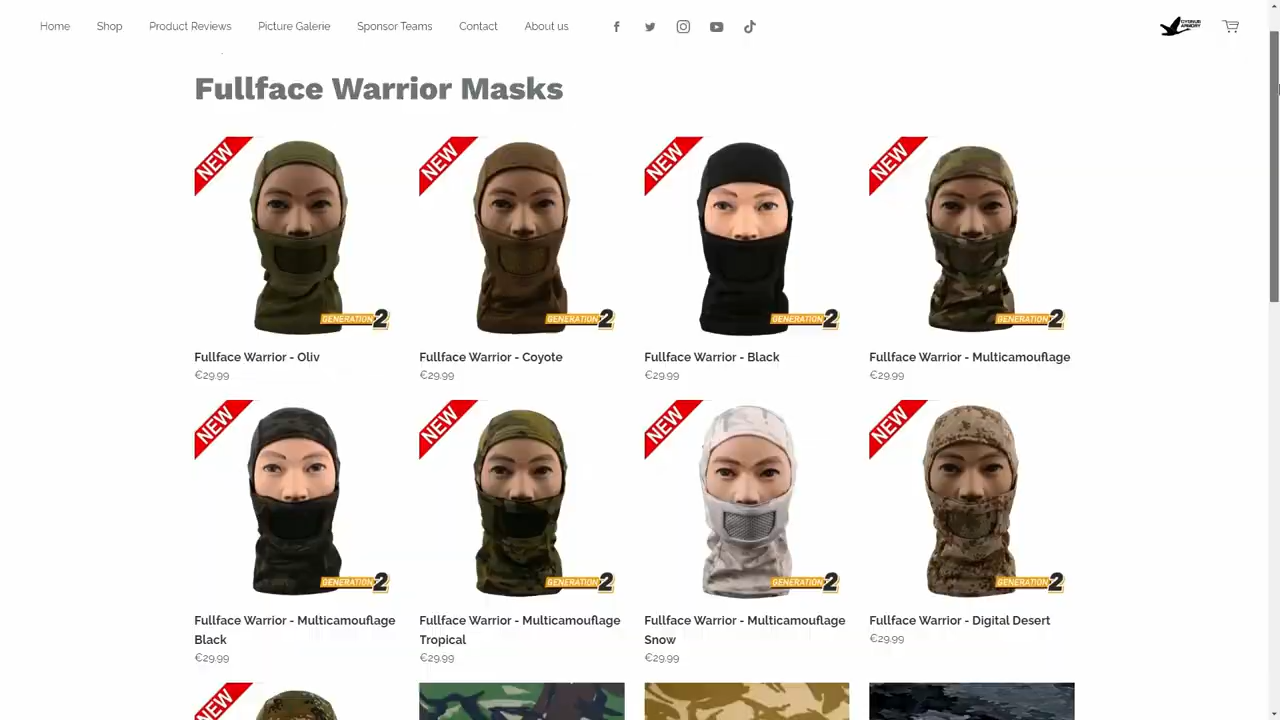 Home Shop Product Reviews Picture Galerie Sponsor Teams Contact About us
CYGNUS ARMORY
Fullface Warrior Masks
NEW NEW NEW NEW
GENERATION 2 GENERATION 2 GENERATION 2 GENERATION 2
Fullface Warrior - Oliv Fullface Warrior - Coyote Fullface Warrior - Black Fullface Warrior - Multicamouflage
€29.99 €29.99 €29.99 €29.99
NEW NEW NEW NEW
GENERATION 2 GENERATION 2 GENERATION 2 GENERATION 2
Fullface Warrior - Multicamouflage Fullface Warrior - Multicamouflage Fullface Warrior - Multicamouflage Fullface Warrior - Digital Desert
Black Tropical Snow €29.99
€29.99 €29.99 €29.99
NEW